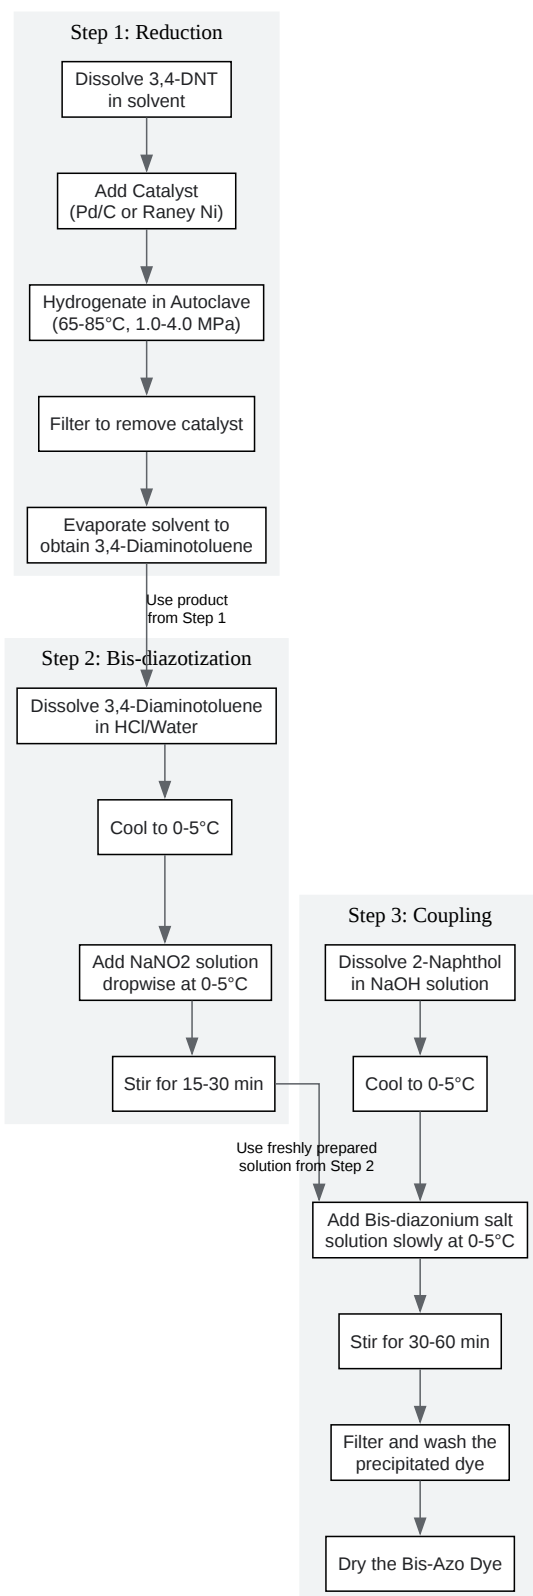 Step 1: Reduction
Dissolve 3,4-DNT
in solvent
Add Catalyst
(Pd/C or Raney Ni)
Hydrogenate in Autoclave
(65-85°C, 1.0-4.0 MPa)
Filter to remove catalyst
Evaporate solvent to
obtain 3,4-Diaminotoluene
Use product
from Step 1
Step 2: Bis-diazotization
Dissolve 3,4-Diaminotoluene
in HCl/Water
Cool to 0-5°C
Add NaNO2 solution
dropwise at 0-5°C
Stir for 15-30 min
Use freshly prepared
solution from Step 2
Step 3: Coupling
Dissolve 2-Naphthol
in NaOH solution
Cool to 0-5°C
Add Bis-diazonium salt
solution slowly at 0-5°C
Stir for 30-60 min
Filter and wash the
precipitated dye
Dry the Bis-Azo Dye